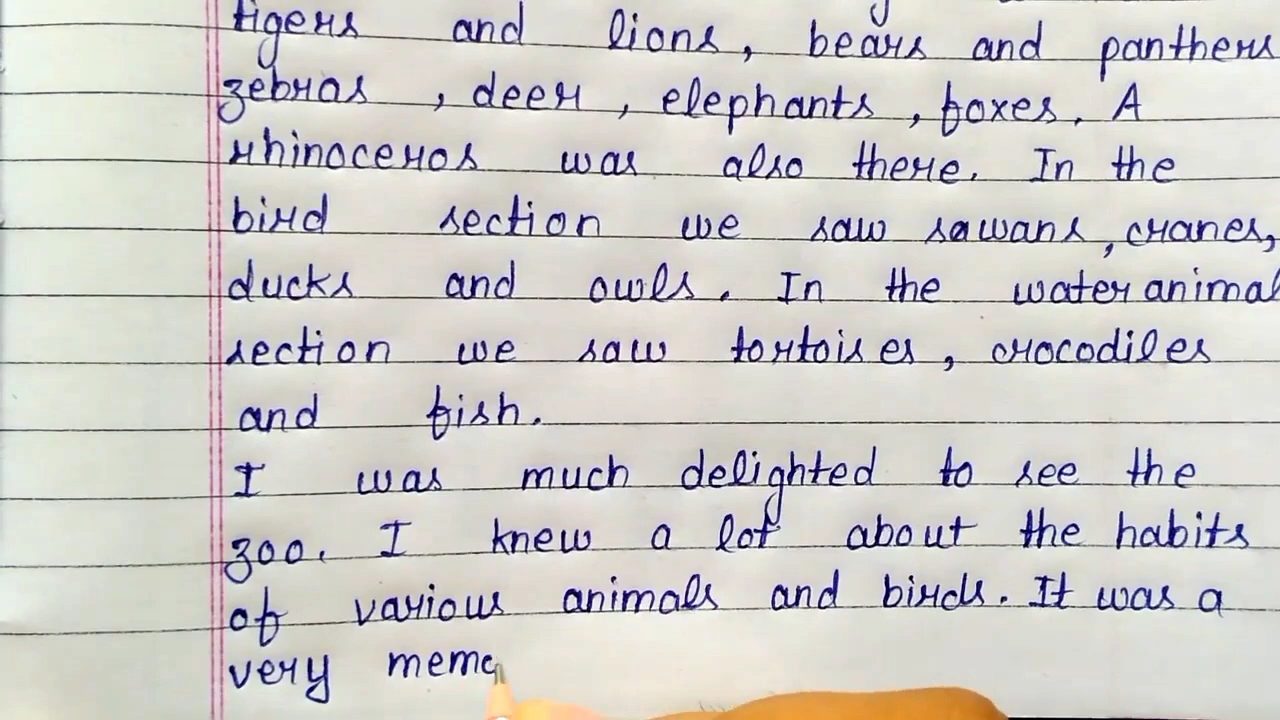 tigers and lions, bears and panthers
zebras , deer , elephants , foxes. A
rhinoceros was also there. In the
bird section we saw sawans, cranes,
ducks and owls. In the water animal
section we saw tortoises , crocodiles
and fish.
I was much delighted to see the
zoo. I knew a lot about the habits
of various animals and birds. It was a
very memo